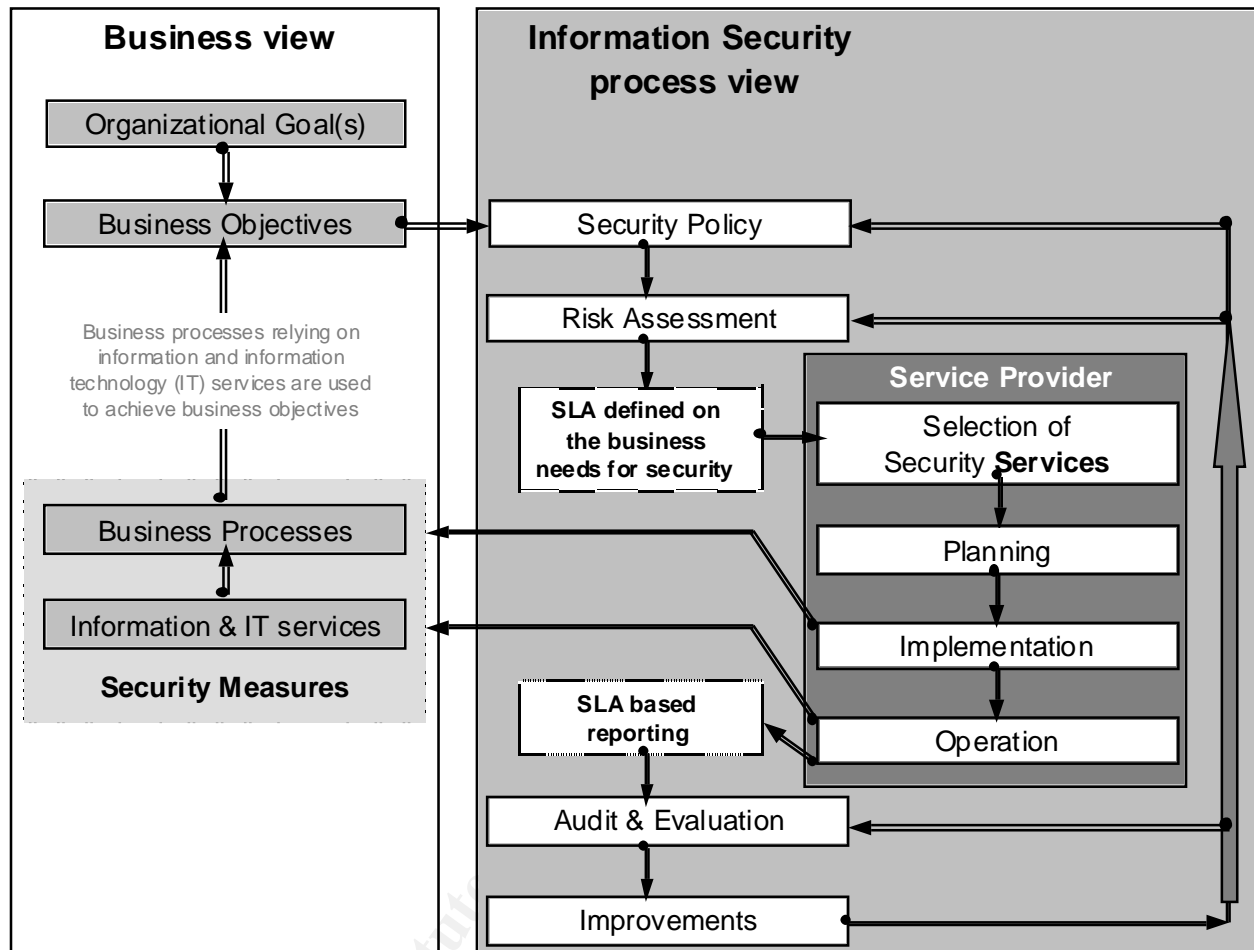 Business view
Organizational Goal(s)
Business Objectives
Business processes relying on
information and information
technology (IT) services are used
to achieve business objectives
Business Processes
Information & IT services
Security Measures
Information Security
process view
Security Policy
Risk Assessment
SLA defined on
the business
needs for security
Service Provider
Selection of
Security Services
Planning
Implementation
Operation
SLA based
reporting
Audit & Evaluation
Improvements